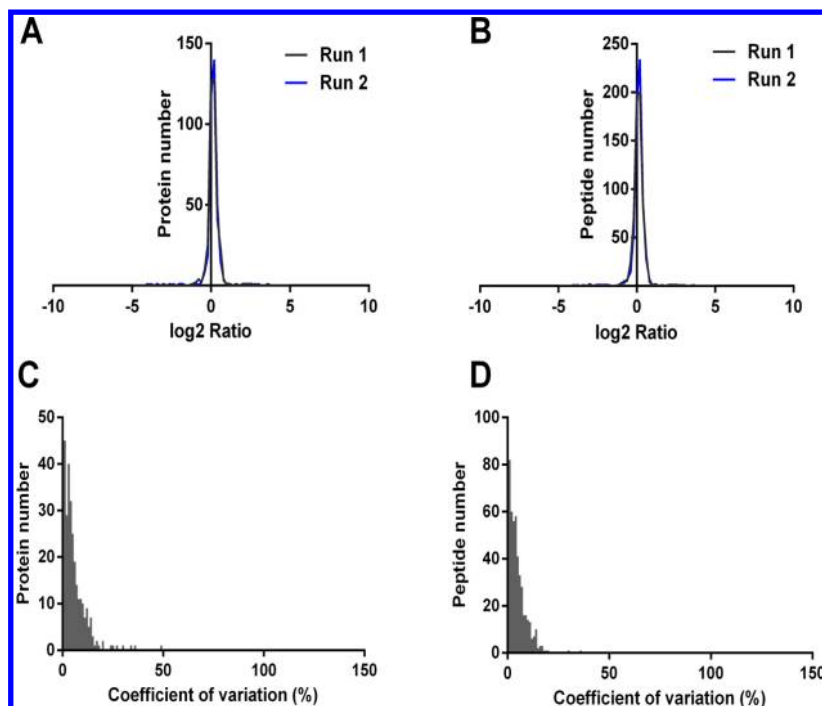 A
150
100
50
Protein number
Run 1
Run 2
-10 -5 0 5 10
log2 Ratio
B
250
200
150
100
50
Peptide number
Run 1
Run 2
-10 -5 0 5 10
log2 Ratio
C
50
40
30
20
10
0
Protein number
0 50 100 150
Coefficient of variation (%)
D
100
80
60
40
20
0
Peptide number
0 50 100 150
Coefficient of variation (%)